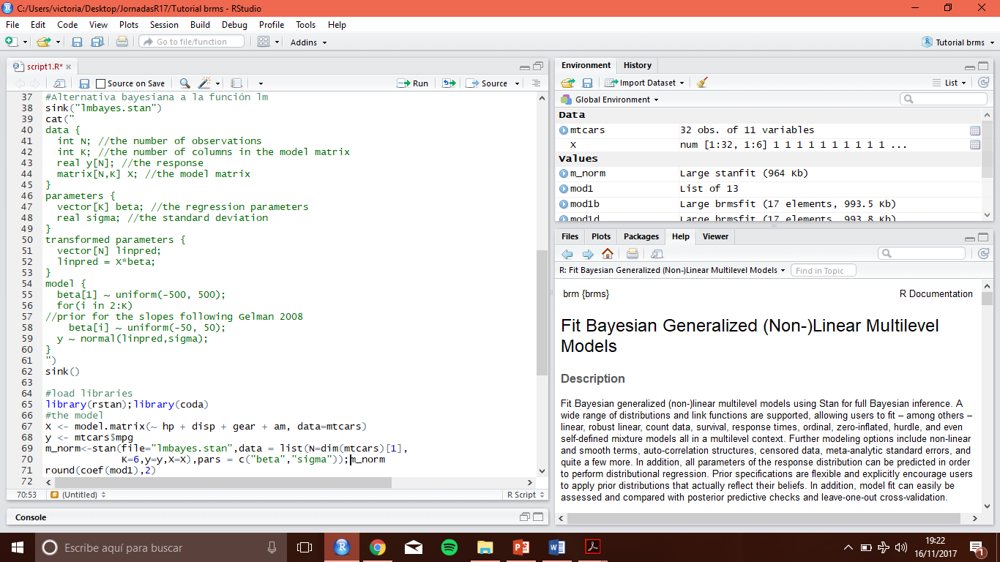 C:/Users/victoria/Desktop/JornadasR17/Tutorial brms - RStudio
File Edit Code View Plots Session Build Debug Profile Tools Help
Go to file/function Addins Tutorial brms
script1.R*
Source on Save Run Source
37 #Alternativa bayesiana a la función lm
38 sink("lmbayes.stan")
39 cat("
40 data {
41   int N; //the number of observations
42   int K; //the number of columns in the model matrix
43   real y[N]; //the response
44   matrix[N,K] X; //the model matrix
45 }
46 parameters {
47   vector[K] beta; //the regression parameters
48   real sigma; //the standard deviation
49 }
50 transformed parameters {
51   vector[N] linpred;
52   linpred = X*beta;
53 }
54 model {
55   beta[1] ~ uniform(-500, 500);
56   for(i in 2:K)
57 //prior for the slopes following Gelman 2008
58     beta[i] ~ uniform(-50, 50);
59   y ~ normal(linpred,sigma);
60 }
61 ")
62 sink()
63
64 #load libraries
65 library(rstan);library(coda)
66 #the model
67 X <- model.matrix(~ hp + disp + gear + am, data=mtcars)
68 y <- mtcars$mpg
69 m_norm<-stan(file="lmbayes.stan",data = list(N=dim(mtcars)[1],
70              K=6,y=y,X=X),pars = c("beta","sigma"));m_norm
71 round(coef(mod1),2)
72
70:53 # (Untitled) R Script
Console
Environment History
Import Dataset List
Global Environment
Data
mtcars 32 obs. of 11 variables
X num [1:32, 1:6] 1 1 1 1 1 1 1 1 1 1 ...
Values
m_norm Large stanfit (964 Kb)
mod1 List of 13
mod1b Large brmsfit (17 elements, 993.5 Kb)
mod1d Large brmsfit (17 elements, 993.8 Kb)
Files Plots Packages Help Viewer
R: Fit Bayesian Generalized (Non-)Linear Multilevel Models Find in Topic
brm {brms} R Documentation
Fit Bayesian Generalized (Non-)Linear Multilevel
Models
Description
Fit Bayesian generalized (non-)linear multilevel models using Stan for full Bayesian inference. A
wide range of distributions and link functions are supported, allowing users to fit – among others –
linear, robust linear, count data, survival, response times, ordinal, zero-inflated, hurdle, and even
self-defined mixture models all in a multilevel context. Further modeling options include non-linear
and smooth terms, auto-correlation structures, censored data, meta-analytic standard errors, and
quite a few more. In addition, all parameters of the response distribution can be predicted in order
to perform distributional regression. Prior specifications are flexible and explicitly encourage users
to apply prior distributions that actually reflect their beliefs. In addition, model fit can easily be
assessed and compared with posterior predictive checks and leave-one-out cross-validation.
Escribe aquí para buscar
19:22
16/11/2017
1